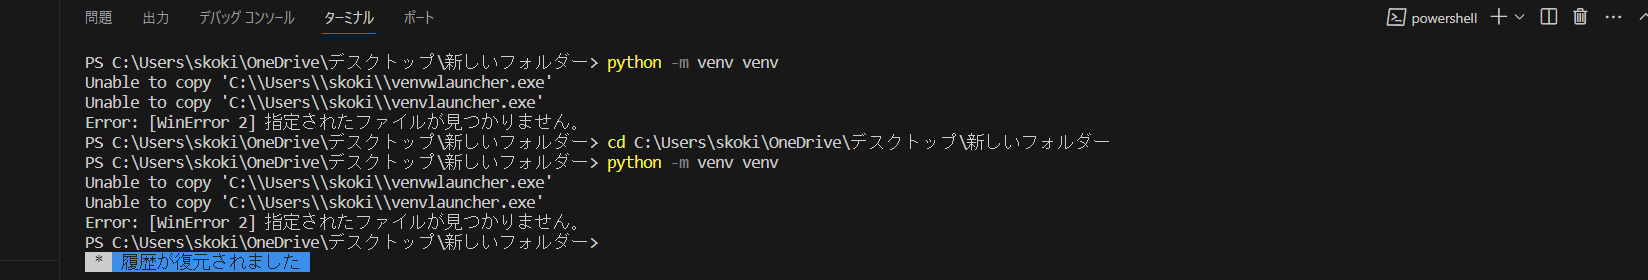 問題 出力 デバッグ コンソール ターミナル ポート powershell
PS C:\Users\skoki\OneDrive\デスクトップ\新しいフォルダー> python -m venv venv
Unable to copy 'C:\\Users\\skoki\\venvwlauncher.exe'
Unable to copy 'C:\\Users\\skoki\\venvlauncher.exe'
Error: [WinError 2] 指定されたファイルが見つかりません。
PS C:\Users\skoki\OneDrive\デスクトップ\新しいフォルダー> cd C:\Users\skoki\OneDrive\デスクトップ\新しいフォルダー
PS C:\Users\skoki\OneDrive\デスクトップ\新しいフォルダー> python -m venv venv
Unable to copy 'C:\\Users\\skoki\\venvwlauncher.exe'
Unable to copy 'C:\\Users\\skoki\\venvlauncher.exe'
Error: [WinError 2] 指定されたファイルが見つかりません。
PS C:\Users\skoki\OneDrive\デスクトップ\新しいフォルダー>
* 履歴が復元されました